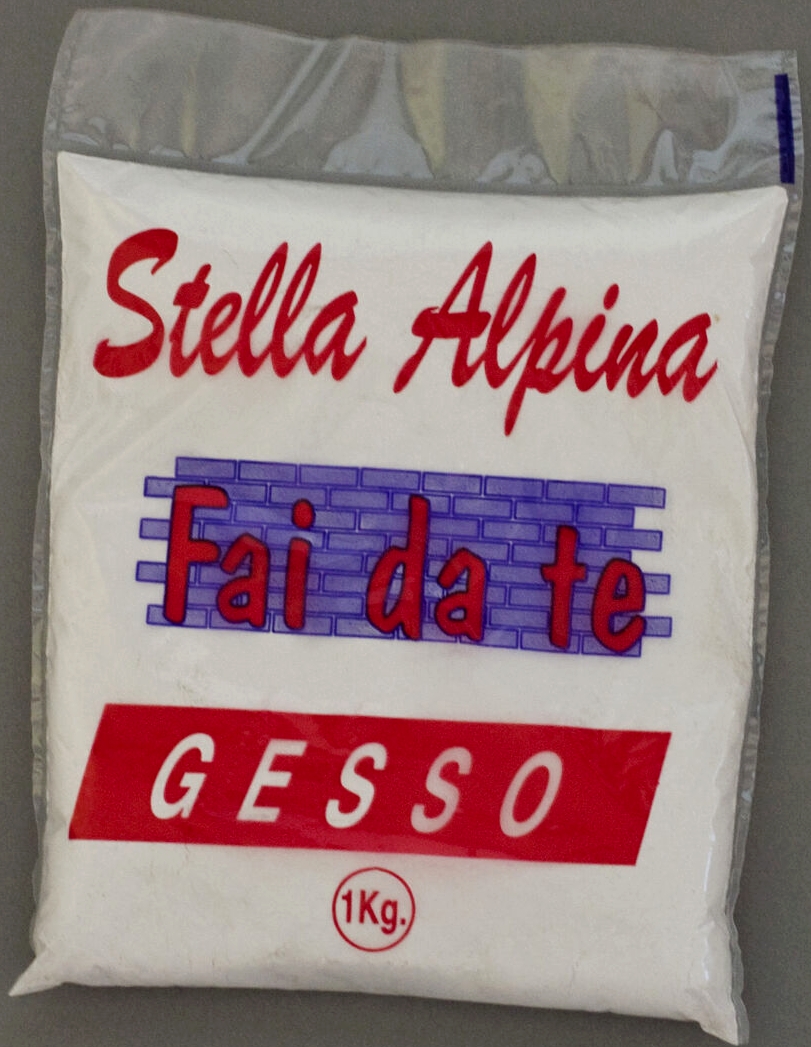 Stella Alpina
Fai da te
GESSO
1Kg.